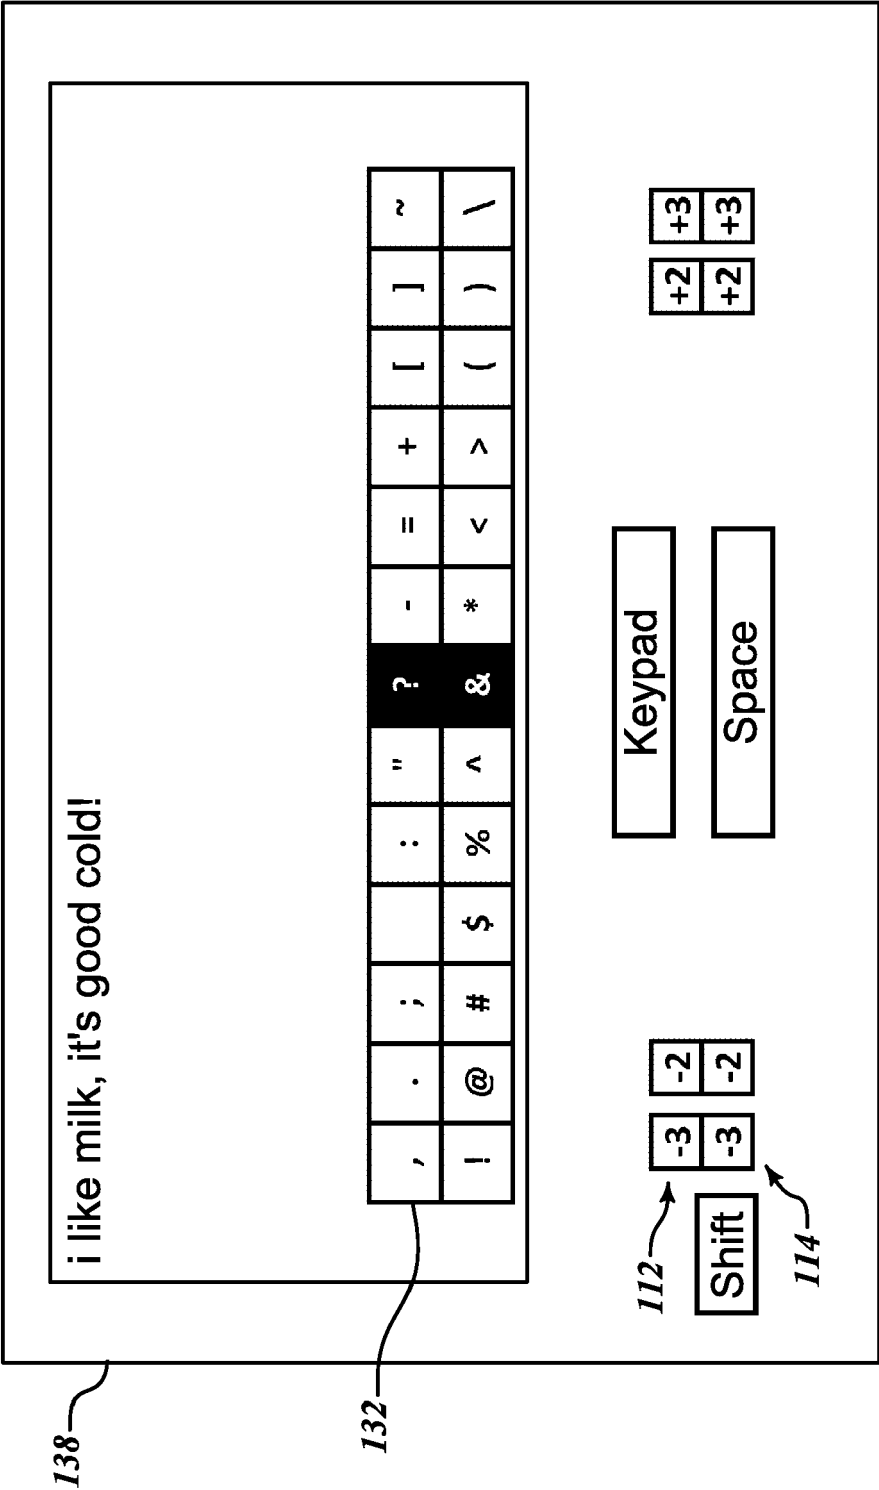 i like milk, it's good cold!
, . ; : " ? - = + [ ] ~
! @ # $ % ^ & * < > ( ) /
138
132
112
-3 -2 Keypad +2 +3
Shift -3 -2 Space +2 +3
114